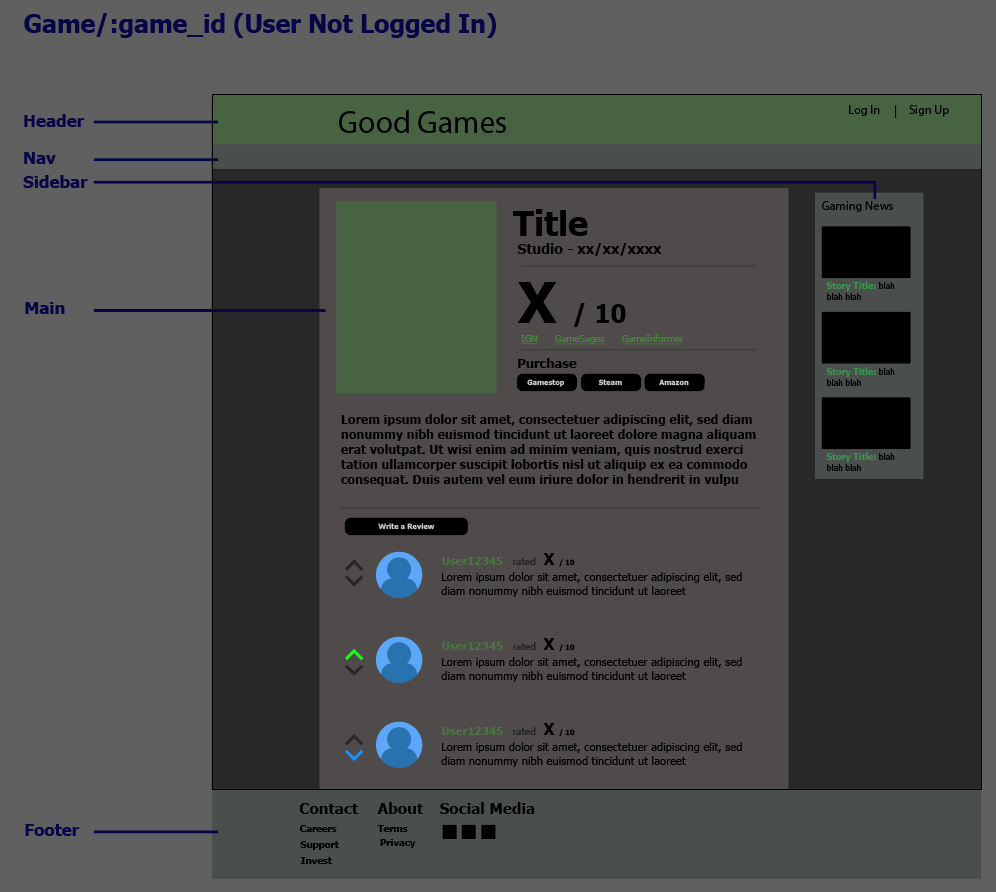 Game/:game_id (User Not Logged In)
Header
Good Games
Log In | Sign Up
Nav
Sidebar
Main
Title
Studio - xx/xx/xxxx
X / 10
IGN GameSages GameInformer
Purchase
Gamestop Steam Amazon
Lorem ipsum dolor sit amet, consectetuer adipiscing elit, sed diam
nonummy nibh euismod tincidunt ut laoreet dolore magna aliquam
erat volutpat. Ut wisi enim ad minim veniam, quis nostrud exerci
tation ullamcorper suscipit lobortis nisl ut aliquip ex ea commodo
consequat. Duis autem vel eum iriure dolor in hendrerit in vulpu
Write a Review
User12345 rated X / 10
Lorem ipsum dolor sit amet, consectetuer adipiscing elit, sed
diam nonummy nibh euismod tincidunt ut laoreet
User12345 rated X / 10
Lorem ipsum dolor sit amet, consectetuer adipiscing elit, sed
diam nonummy nibh euismod tincidunt ut laoreet
User12345 rated X / 10
Lorem ipsum dolor sit amet, consectetuer adipiscing elit, sed
diam nonummy nibh euismod tincidunt ut laoreet
Gaming News
Story Title: blah
blah blah
Story Title: blah
blah blah
Story Title: blah
blah blah
Footer
Contact
Careers
Support
Invest
About
Terms
Privacy
Social Media